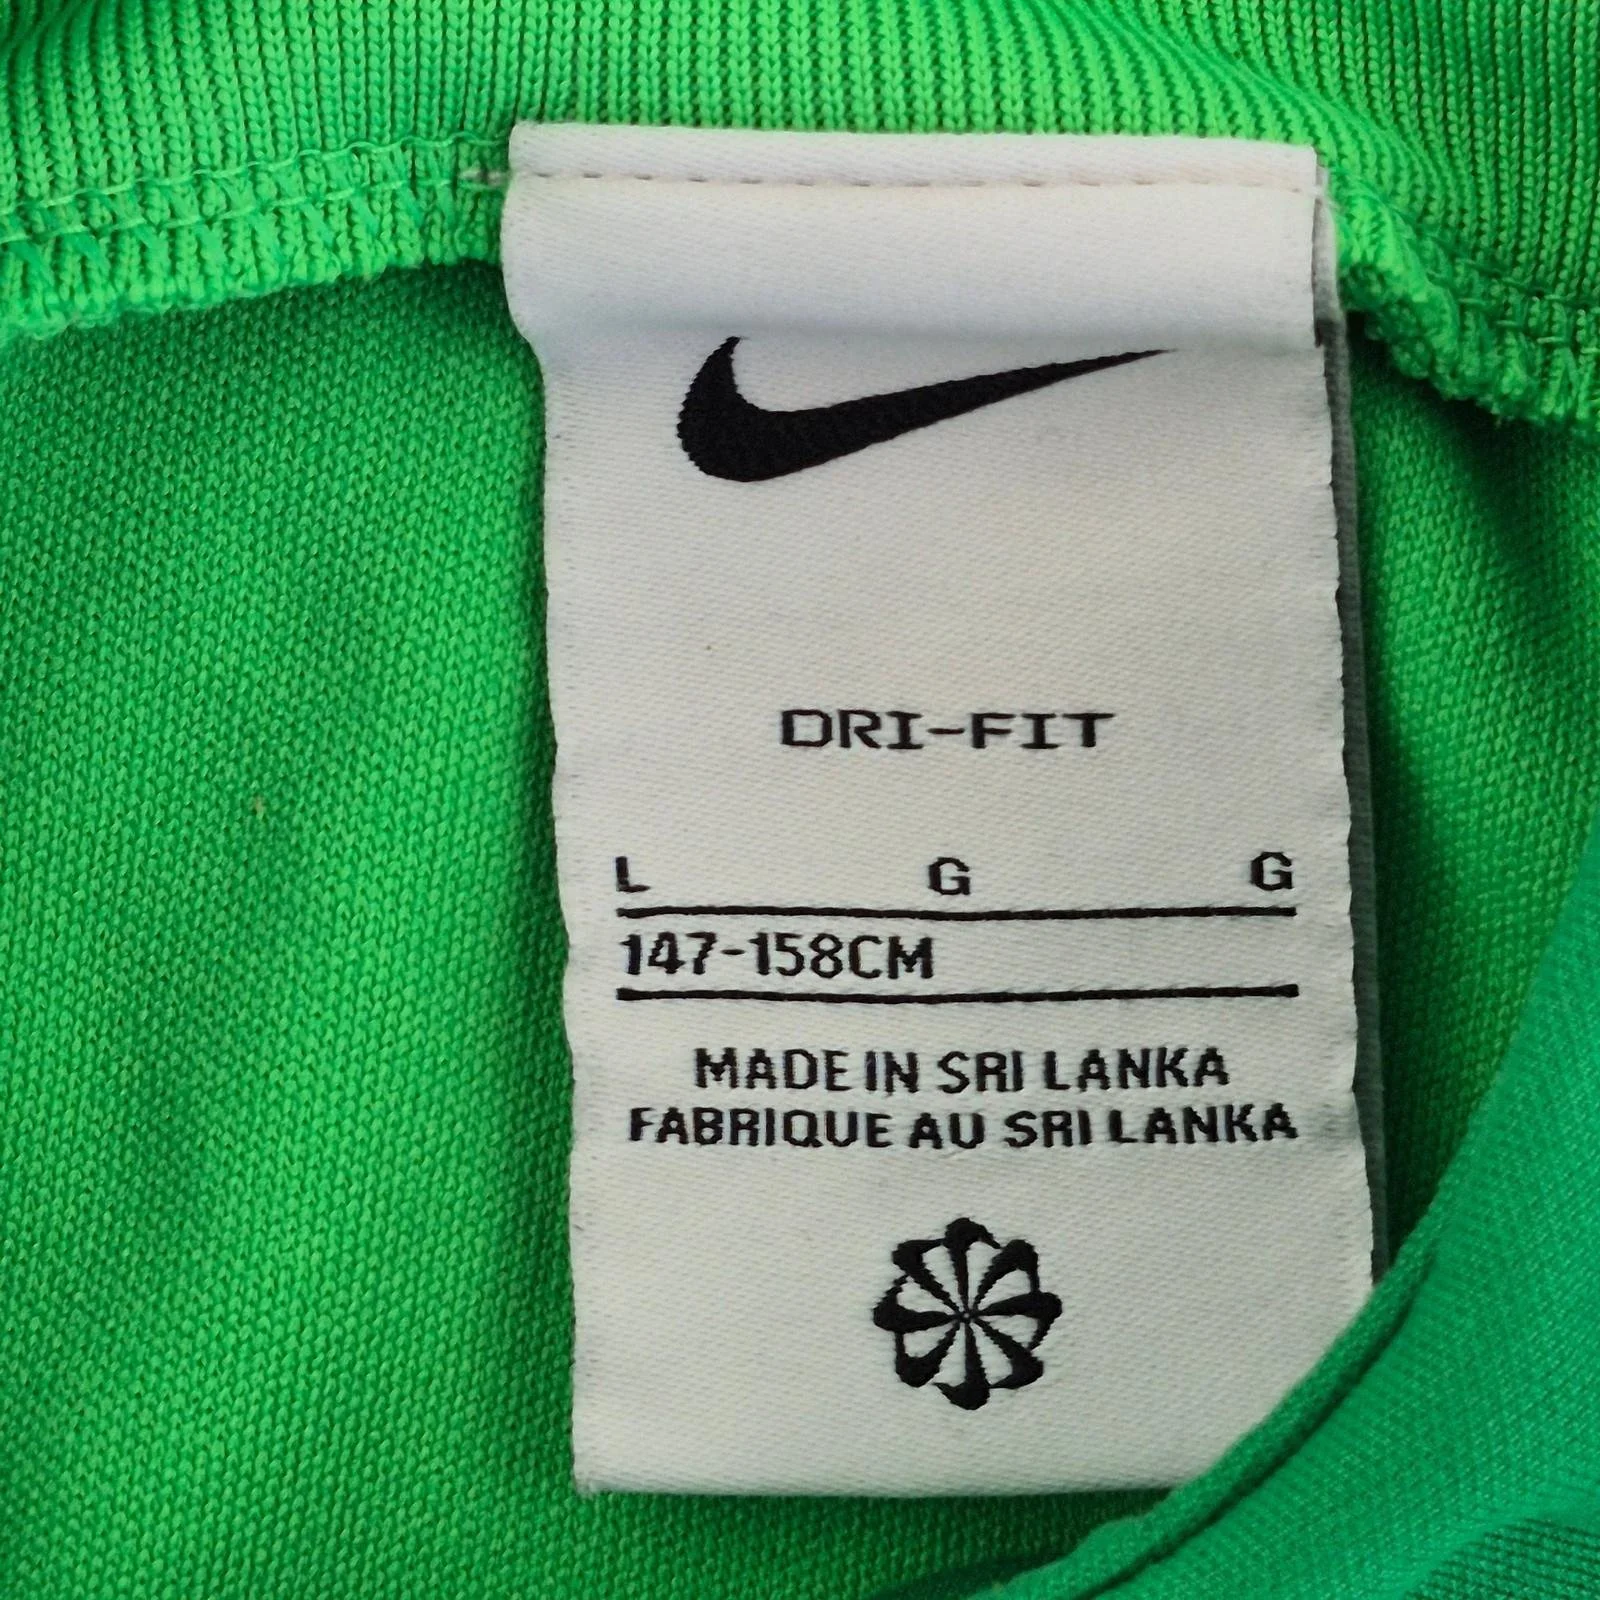 DRI-FIT
L G G
147-158CM
MADE IN SRI LANKA
FABRIQUE AU SRI LANKA